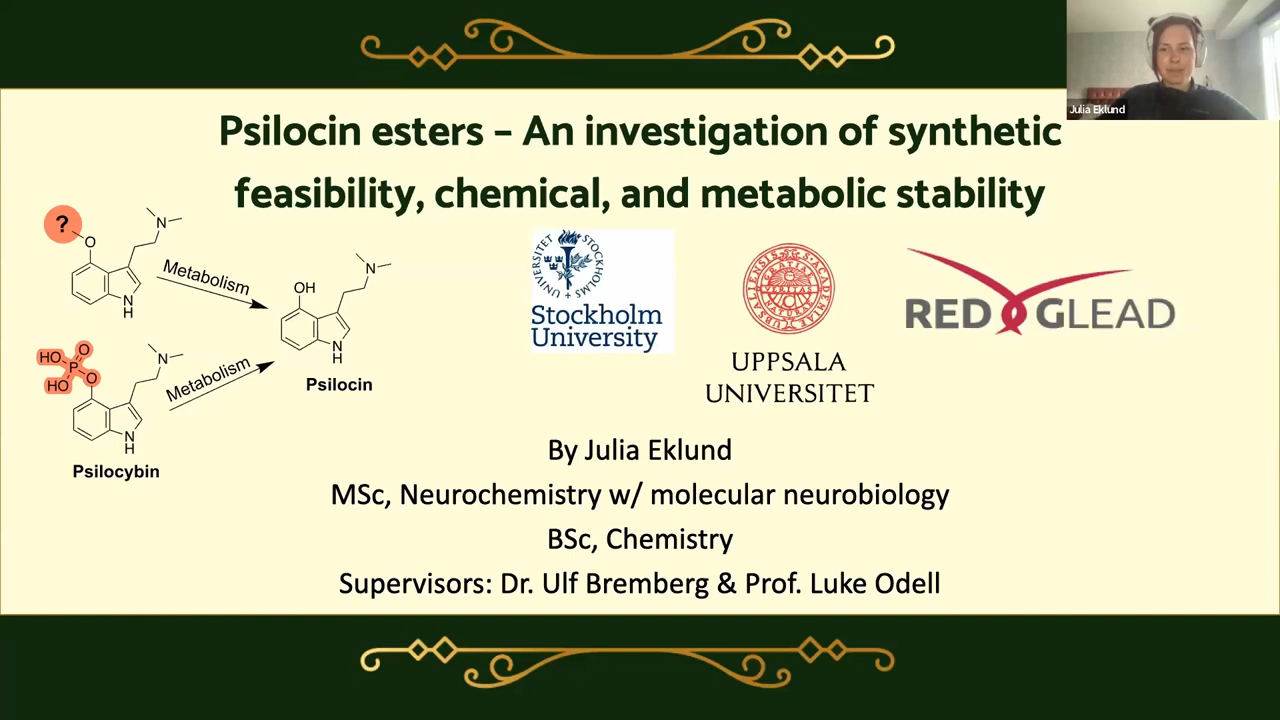 Julia Eklund
Psilocin esters – An investigation of synthetic
feasibility, chemical, and metabolic stability
?
O
N
N
H
Metabolism
OH
N
N
H
Psilocin
HO
O
P
HO
O
N
N
H
Metabolism
Psilocybin
Stockholm
University
UPPSALA
UNIVERSITET
RED GLEAD
By Julia Eklund
MSc, Neurochemistry w/ molecular neurobiology
BSc, Chemistry
Supervisors: Dr. Ulf Bremberg & Prof. Luke Odell